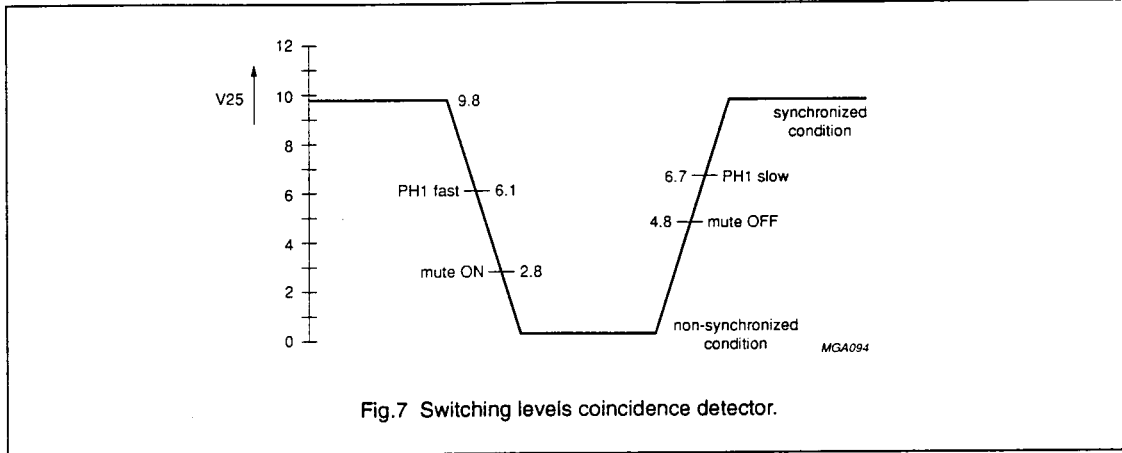 12
V25
10
9.8
synchronized
condition
8
6.7
PH1 slow
PH1 fast
6.1
6
4.8
mute OFF
4
mute ON
2.8
2
non-synchronized
condition
0
MGA094
Fig.7 Switching levels coincidence detector.